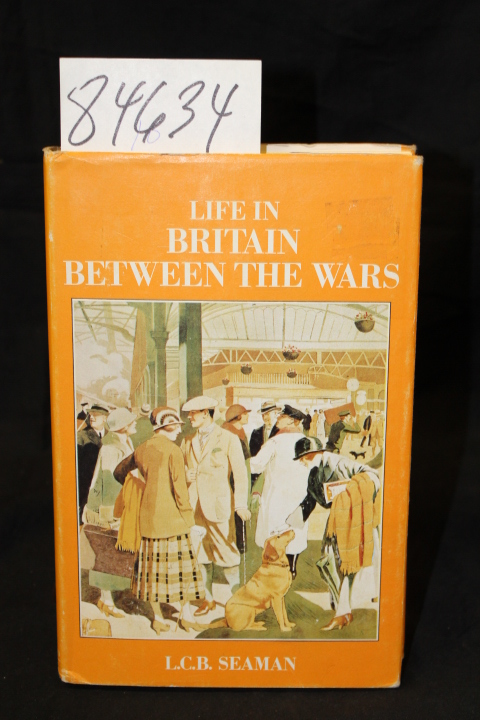 84634
LIFE IN
BRITAIN
BETWEEN THE WARS
L.C.B. SEAMAN